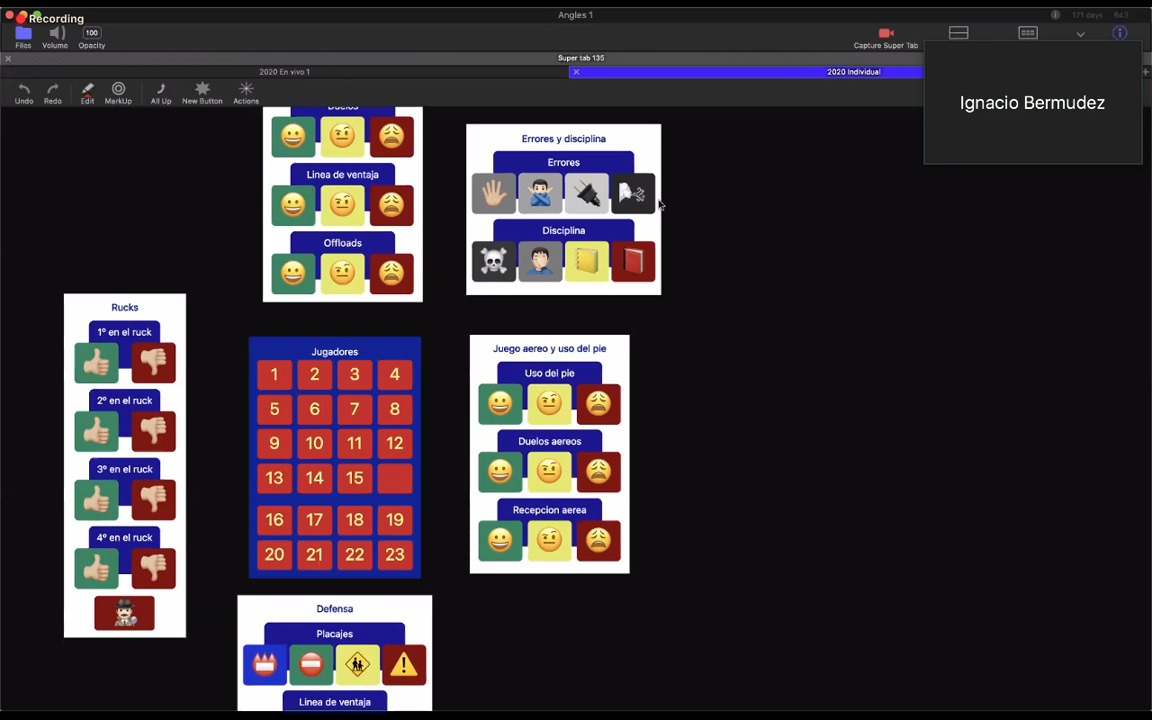 Recording
Angles 1
171 days
642
Files
Volume
100
Opacity
Capture Super Tab
Super tab 135
2020 En vivo 1
2020 Individual
Undo
Redo
Edit
MarkUp
All Up
New Button
Actions
Ignacio Bermudez
Duelos
Linea de ventaja
Offloads
Errores y disciplina
Errores
Disciplina
Rucks
1º en el ruck
2º en el ruck
3º en el ruck
4º en el ruck
Jugadores
1 2 3 4
5 6 7 8
9 10 11 12
13 14 15
16 17 18 19
20 21 22 23
Juego aereo y uso del pie
Uso del pie
Duelos aereos
Recepcion aerea
Defensa
Placajes
Linea de ventaja